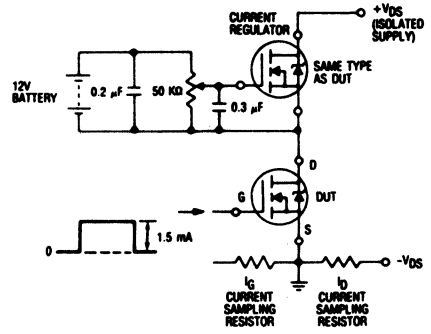 +VDS
(ISOLATED
SUPPLY)
CURRENT
REGULATOR
SAME TYPE
AS DUT
12V
BATTERY
0.2 µF
50 KΩ
0.3 µF
D
G
DUT
S
0
1.5 mA
-VDS
IG
CURRENT
SAMPLING
RESISTOR
ID
CURRENT
SAMPLING
RESISTOR